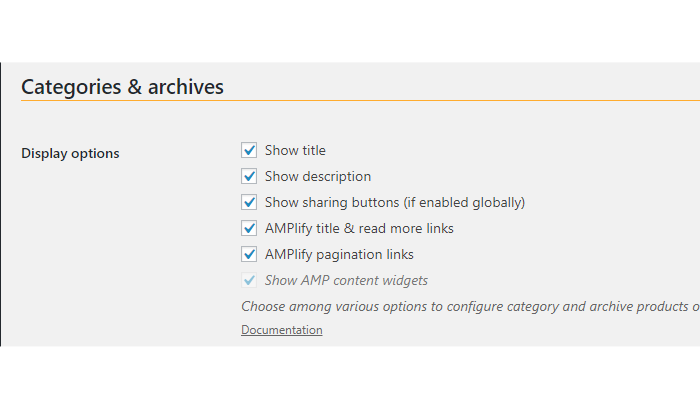 Categories & archives
Display options
Show title
Show description
Show sharing buttons (if enabled globally)
AMPlify title & read more links
AMPlify pagination links
Show AMP content widgets
Choose among various options to configure category and archive products
Documentation